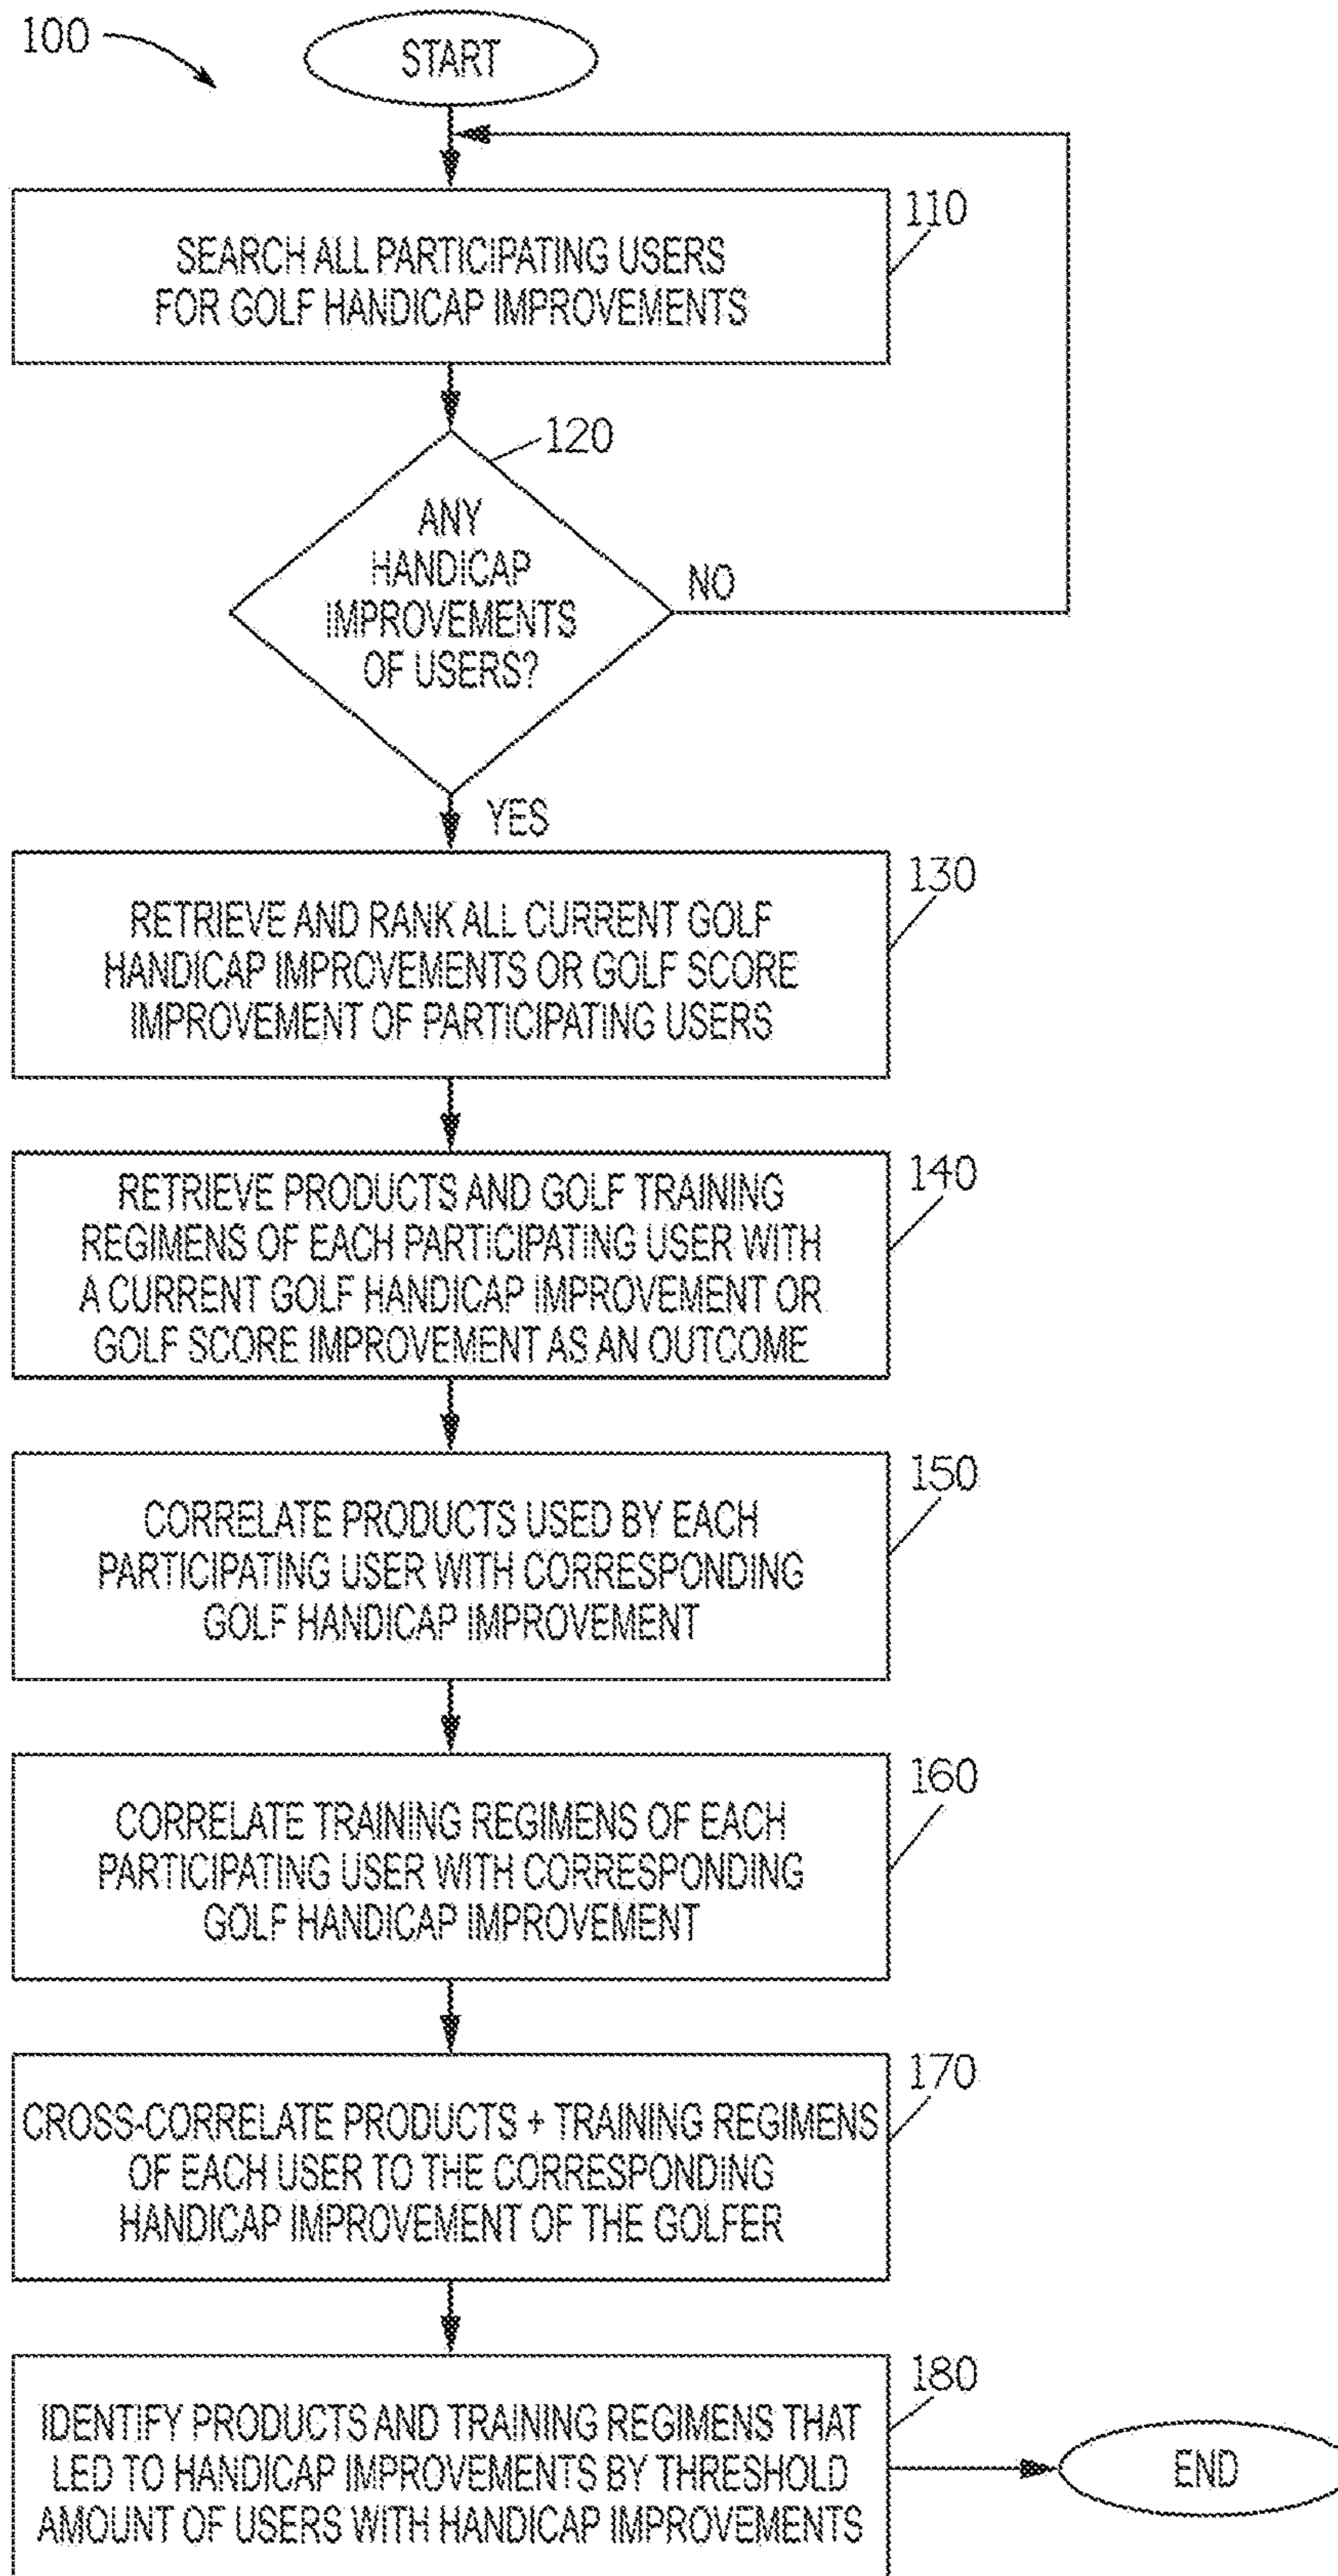 100
START
110
SEARCH ALL PARTICIPATING USERS
FOR GOLF HANDICAP IMPROVEMENTS
120
ANY
HANDICAP
IMPROVEMENTS
OF USERS?
NO
YES
130
RETRIEVE AND RANK ALL CURRENT GOLF
HANDICAP IMPROVEMENTS OR GOLF SCORE
IMPROVEMENT OF PARTICIPATING USERS
140
RETRIEVE PRODUCTS AND GOLF TRAINING
REGIMENS OF EACH PARTICIPATING USER WITH
A CURRENT GOLF HANDICAP IMPROVEMENT OR
GOLF SCORE IMPROVEMENT AS AN OUTCOME
150
CORRELATE PRODUCTS USED BY EACH
PARTICIPATING USER WITH CORRESPONDING
GOLF HANDICAP IMPROVEMENT
160
CORRELATE TRAINING REGIMENS OF EACH
PARTICIPATING USER WITH CORRESPONDING
GOLF HANDICAP IMPROVEMENT
170
CROSS-CORRELATE PRODUCTS + TRAINING REGIMENS
OF EACH USER TO THE CORRESPONDING
HANDICAP IMPROVEMENT OF THE GOLFER
180
IDENTIFY PRODUCTS AND TRAINING REGIMENS THAT
LED TO HANDICAP IMPROVEMENTS BY THRESHOLD
AMOUNT OF USERS WITH HANDICAP IMPROVEMENTS
END